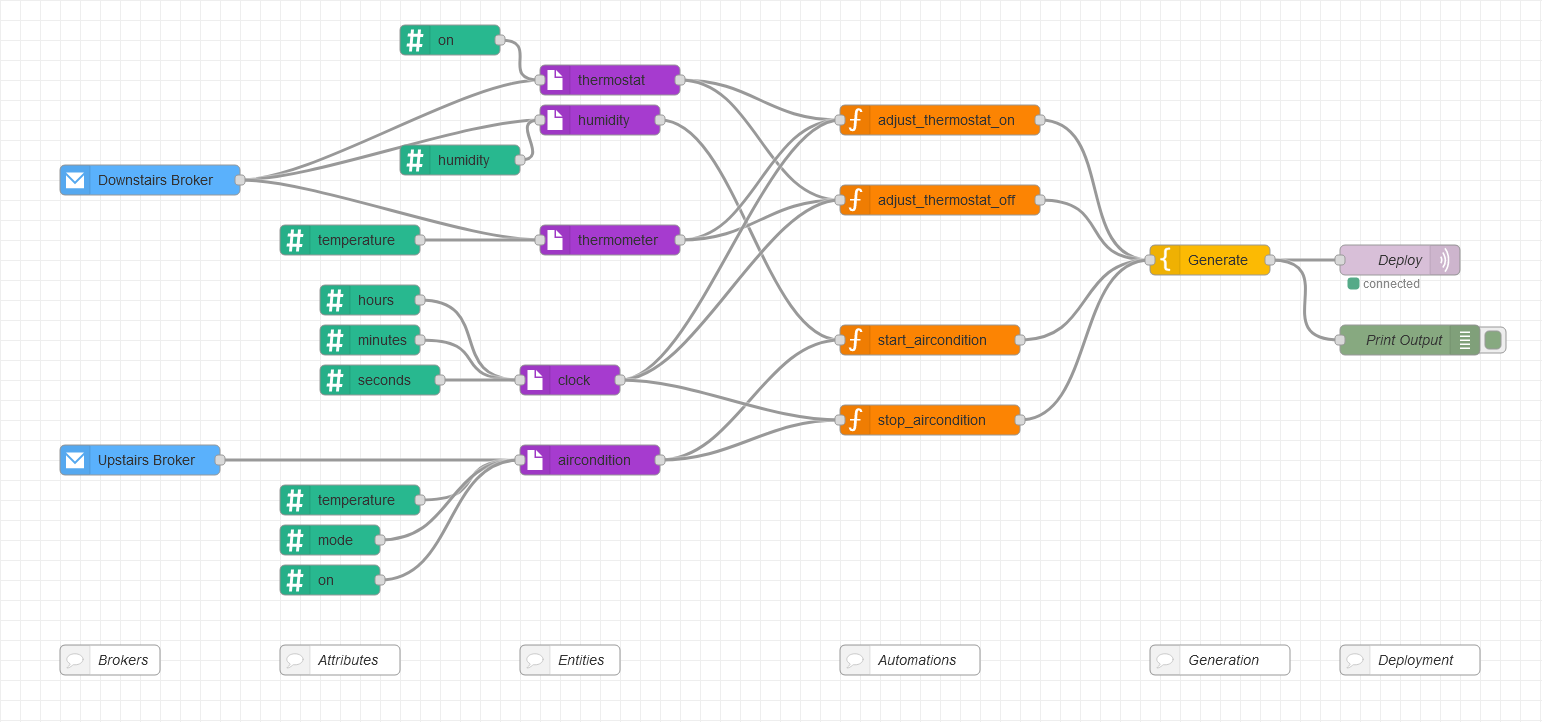 on
thermostat
humidity
adjust_thermostat_on
humidity
Downstairs Broker
adjust_thermostat_off
temperature
thermometer
Generate
Deploy
connected
hours
minutes
start_aircondition
Print Output
seconds
clock
stop_aircondition
Upstairs Broker
aircondition
temperature
mode
on
Brokers
Attributes
Entities
Automations
Generation
Deployment